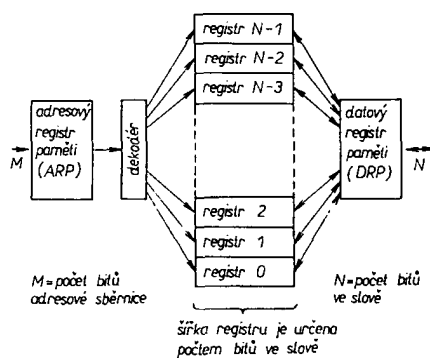 registr N-1
registr N-2
registr N-3
adresový
registr
paměti
(ARP)
dekodér
datový
registr
paměti
(DRP)
M
N
registr 2
registr 1
registr 0
M=počet bitů
adresové sběrnice
N=počet bitů
ve slově
šířka registru je určena
počtem bitů ve slově